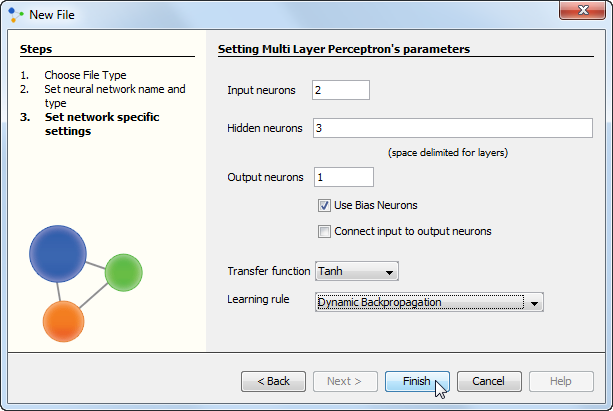 New File
Steps
1. Choose File Type
2. Set neural network name and
type
3. Set network specific
settings
Setting Multi Layer Perceptron's parameters
Input neurons 2
Hidden neurons 3
(space delimited for layers)
Output neurons 1
Use Bias Neurons
Connect input to output neurons
Transfer function Tanh
Learning rule Dynamic Backpropagation
< Back Next > Finish Cancel Help